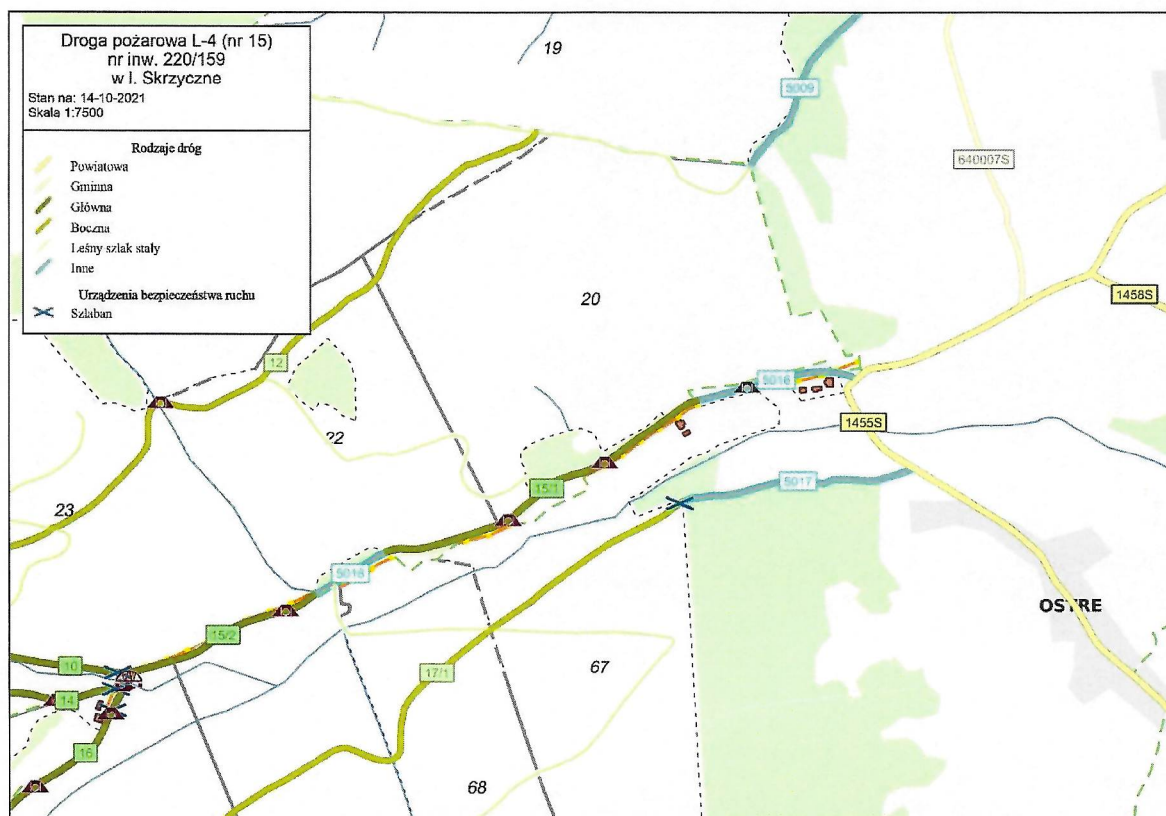 Droga pożarowa L-4 (nr 15)
nr inw. 220/159
w l. Skrzyczne
Stan na: 14-10-2021
Skala 1:7500
Rodzaje dróg
Powiatowa
Gminna
Główna
Boczna
Leśny szlak stały
Inne
Urządzenia bezpieczeństwa ruchu
Szlaban
19
5009
640007S
20
1458S
12
5016
22
1455S
15/1
5017
23
5018
OSTRE
15/2
10
67
17/1
14
16
68